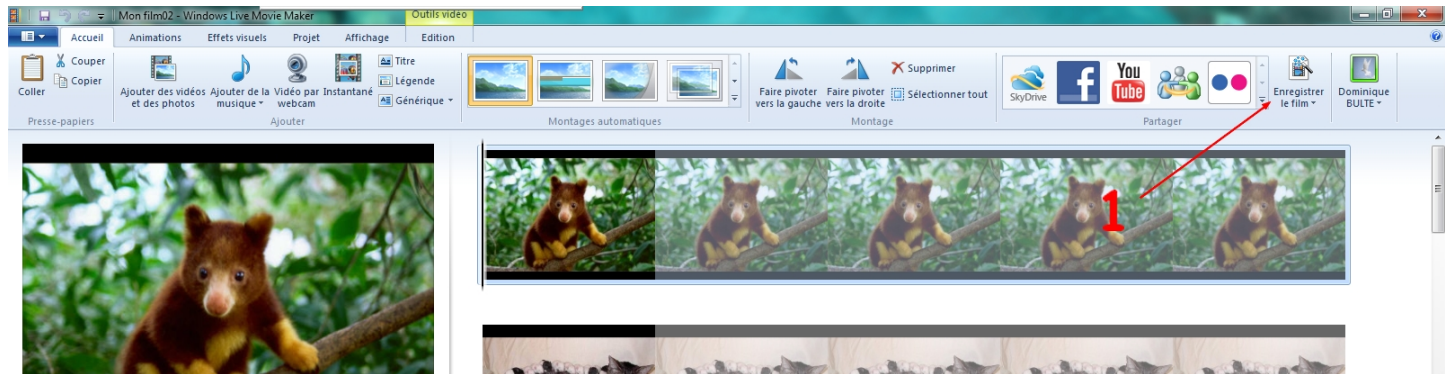 Mon film02 - Windows Live Movie Maker
Outils vidéo
Accueil Animations Effets visuels Projet Affichage Edition
Coller
Couper
Copier
Presse-papiers
Ajouter des vidéos
et des photos
Ajouter de la
musique
Vidéo par
webcam
Instantané
Titre
Légende
Générique
Ajouter
Montages automatiques
Faire pivoter
vers la gauche
Faire pivoter
vers la droite
Supprimer
Sélectionner tout
Montage
SkyDrive
f
You
Tube
Partager
Enregistrer
le film
Dominique
BULTE
1